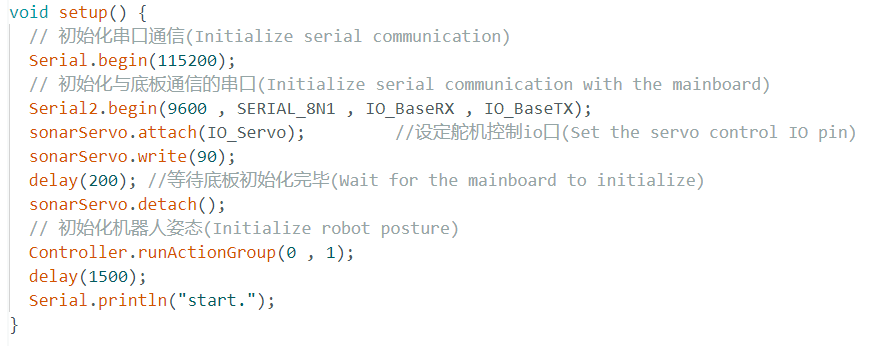 void setup() {
  // 初始化串口通信(Initialize serial communication)
  Serial.begin(115200);
  // 初始化与底板通信的串口(Initialize serial communication with the mainboard)
  Serial2.begin(9600 , SERIAL_8N1 , IO_BaseRX , IO_BaseTX);
  sonarServo.attach(IO_Servo);         //设定舵机控制io口(Set the servo control IO pin)
  sonarServo.write(90);
  delay(200); //等待底板初始化完毕(Wait for the mainboard to initialize)
  sonarServo.detach();
  // 初始化机器人姿态(Initialize robot posture)
  Controller.runActionGroup(0 , 1);
  delay(1500);
  Serial.println("start.");
}